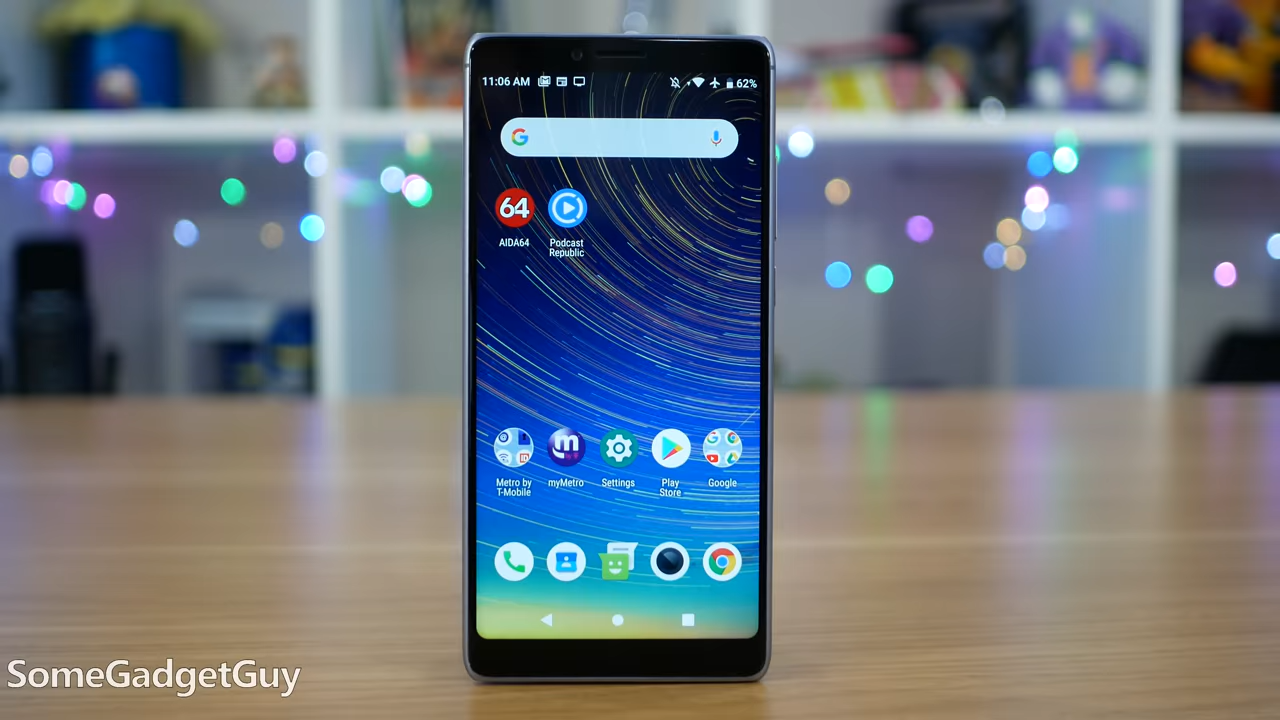 11:06 AM
62%
G
64
AIDA64
Podcast
Republic
m
Metro by
T-Mobile
myMetro
Settings
Play
Store
Google
SomeGadgetGuy